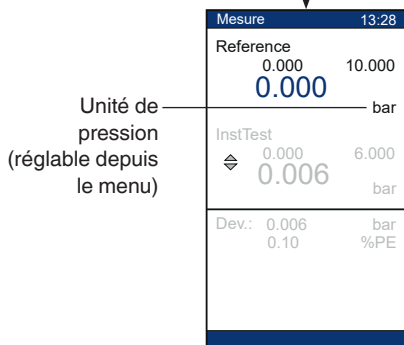 Mesure 13:28
Reference
0.000 10.000
0.000
bar
Unité de
pression
(réglable depuis
le menu)
InstTest
0.000 6.000
0.006
bar
Dev.: 0.006 bar
0.10 %PE